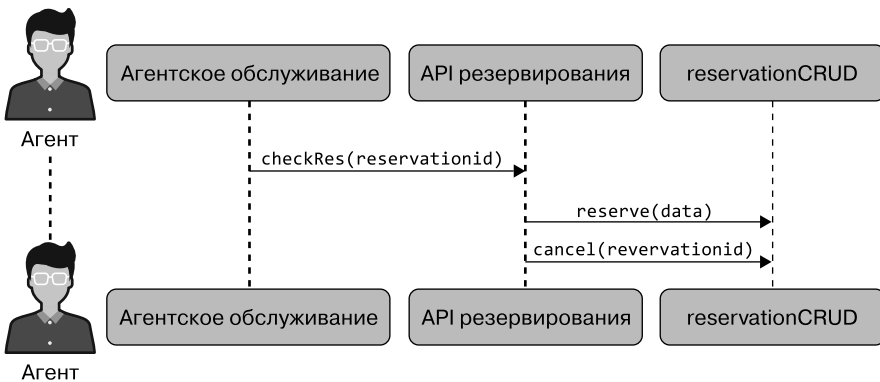 Агентское обслуживание
API резервирования
reservationCRUD
Агент
checkRes(reservationid)
reserve(data)
cancel(revervationid)
Агентское обслуживание
API резервирования
reservationCRUD
Агент